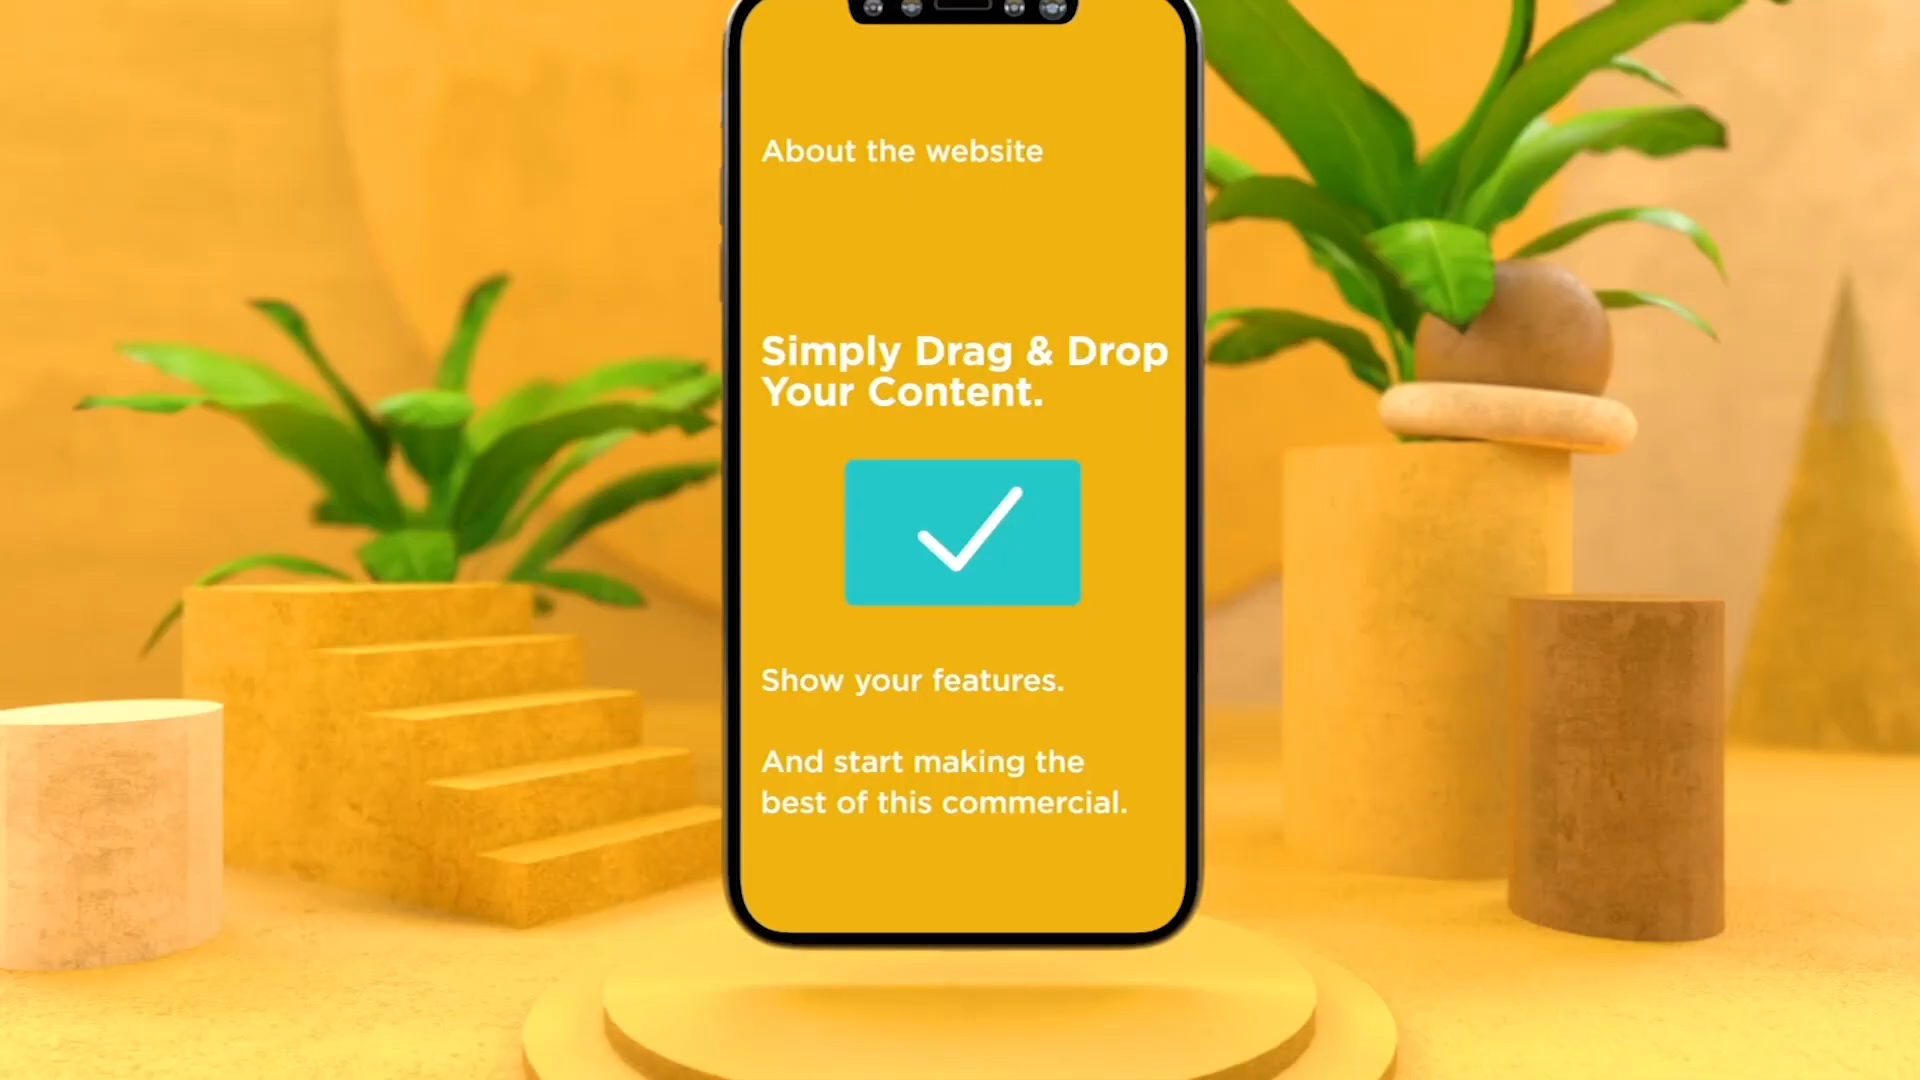 About the website
Simply Drag & Drop
Your Content.
Show your features.
And start making the
best of this commercial.